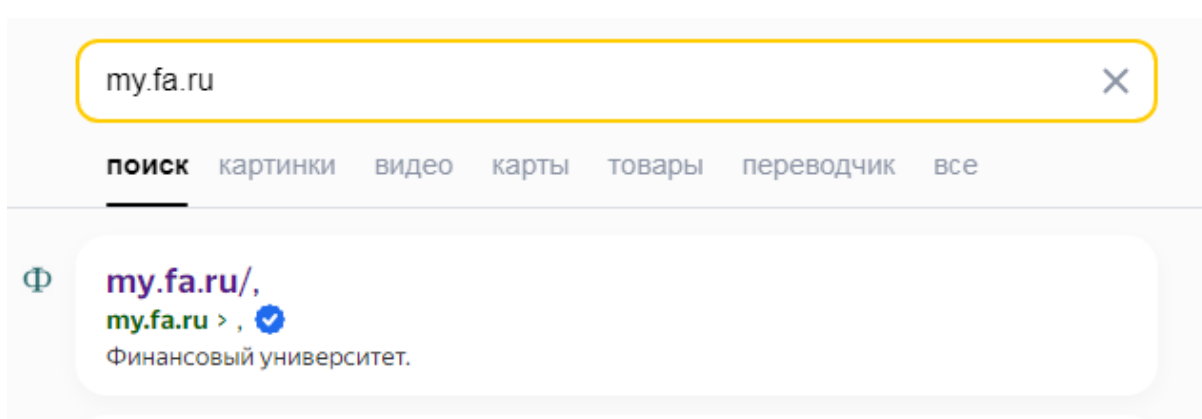 my.fa.ru
поиск картинки видео карты товары переводчик все
Ф
my.fa.ru/,
my.fa.ru › ,
Финансовый университет.